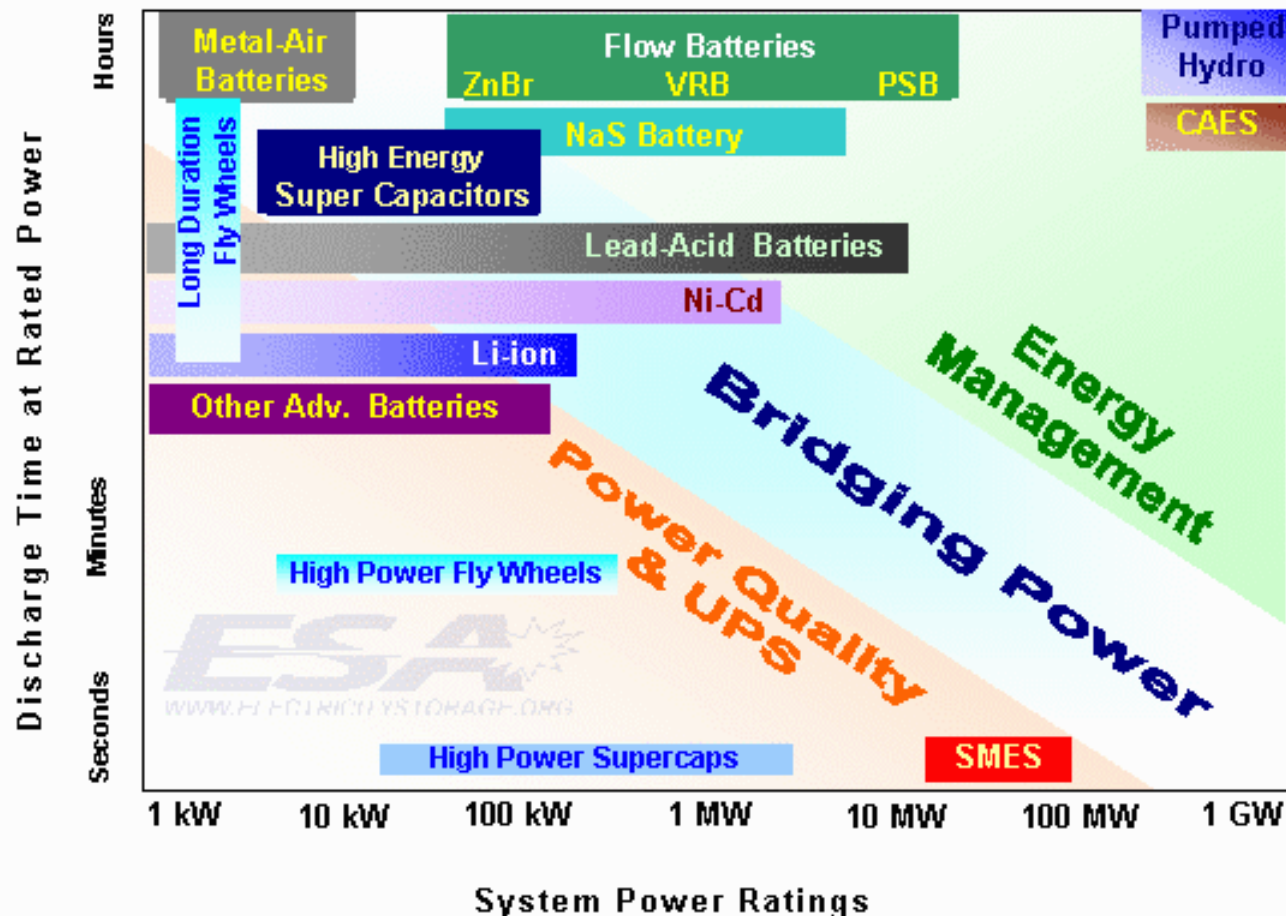 Hours
Minutes
Seconds
Discharge Time at Rated Power
Metal-Air
Batteries
Flow Batteries
ZnBr VRB PSB
Pumped
Hydro
CAES
NaS Battery
Long Duration
Fly Wheels
High Energy
Super Capacitors
Lead-Acid Batteries
Ni-Cd
Li-ion
Other Adv. Batteries
Energy
Management
Bridging Power
Power Quality
& UPS
High Power Fly Wheels
ESA
WWW.ELECTRICITYSTORAGE.ORG
High Power Supercaps
SMES
1 kW 10 kW 100 kW 1 MW 10 MW 100 MW 1 GW
System Power Ratings